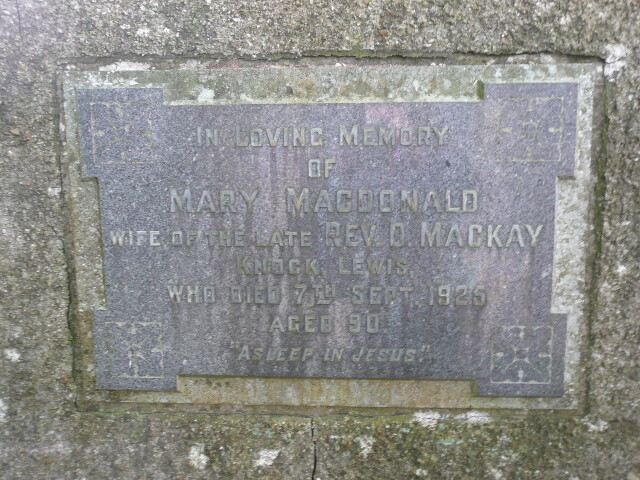 IN LOVING MEMORY
OF
MARY MACDONALD
WIFE OF THE LATE REV. D. MACKAY
KNOCK, LEWIS,
WHO DIED 7TH SEPT. 1925
AGED 90.
"ASLEEP IN JESUS."